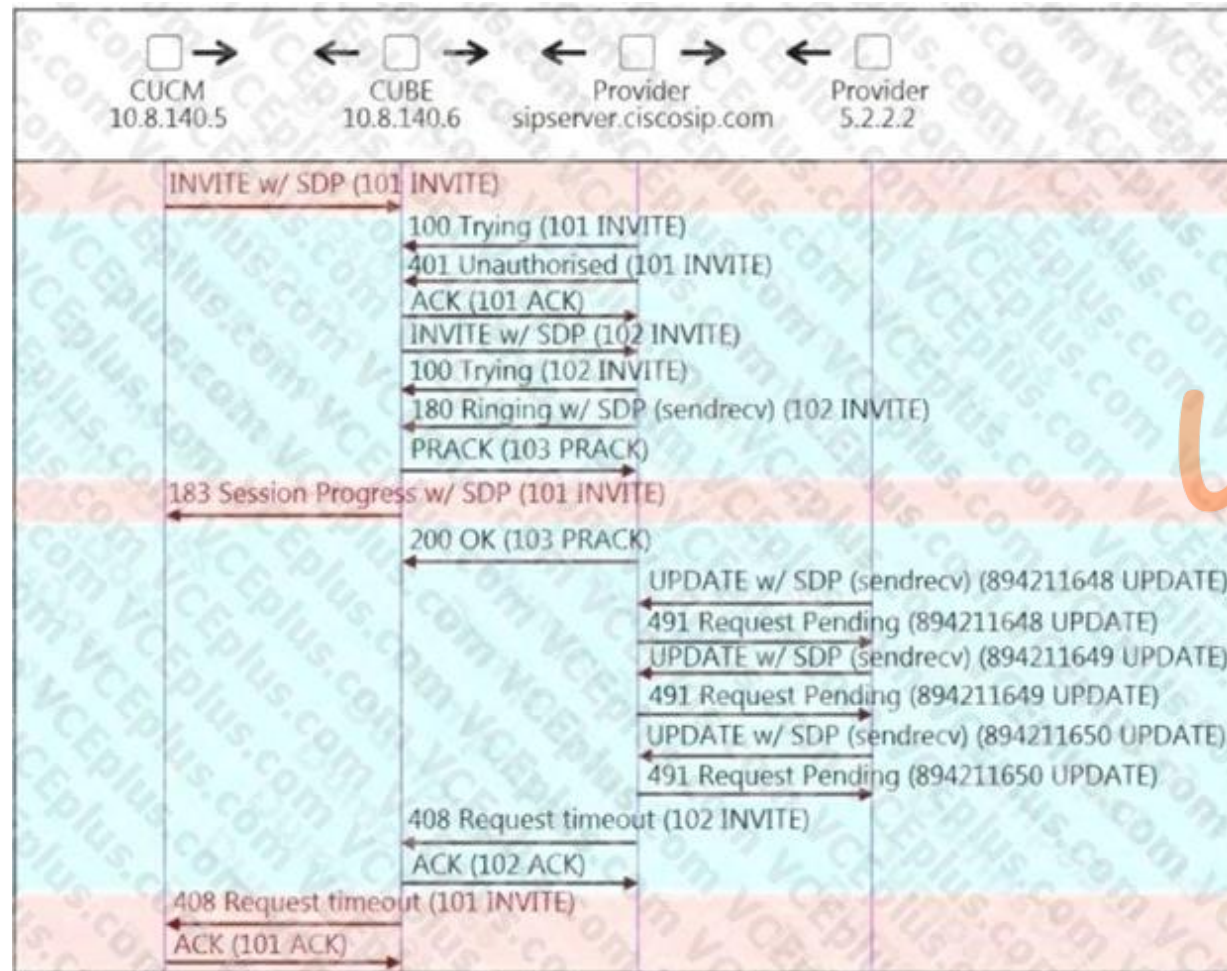 CUCM
10.8.140.5
CUBE
10.8.140.6
Provider
sipserver.ciscosip.com
Provider
5.2.2.2
INVITE w/ SDP (101 INVITE)
100 Trying (101 INVITE)
401 Unauthorised (101 INVITE)
ACK (101 ACK)
INVITE w/ SDP (102 INVITE)
100 Trying (102 INVITE)
180 Ringing w/ SDP (sendrecv) (102 INVITE)
PRACK (103 PRACK)
183 Session Progress w/ SDP (101 INVITE)
200 OK (103 PRACK)
UPDATE w/ SDP (sendrecv) (894211648 UPDATE)
491 Request Pending (894211648 UPDATE)
UPDATE w/ SDP (sendrecv) (894211649 UPDATE)
491 Request Pending (894211649 UPDATE)
UPDATE w/ SDP (sendrecv) (894211650 UPDATE)
491 Request Pending (894211650 UPDATE)
408 Request timeout (102 INVITE)
ACK (102 ACK)
408 Request timeout (101 INVITE)
ACK (101 ACK)
VCEplus.com